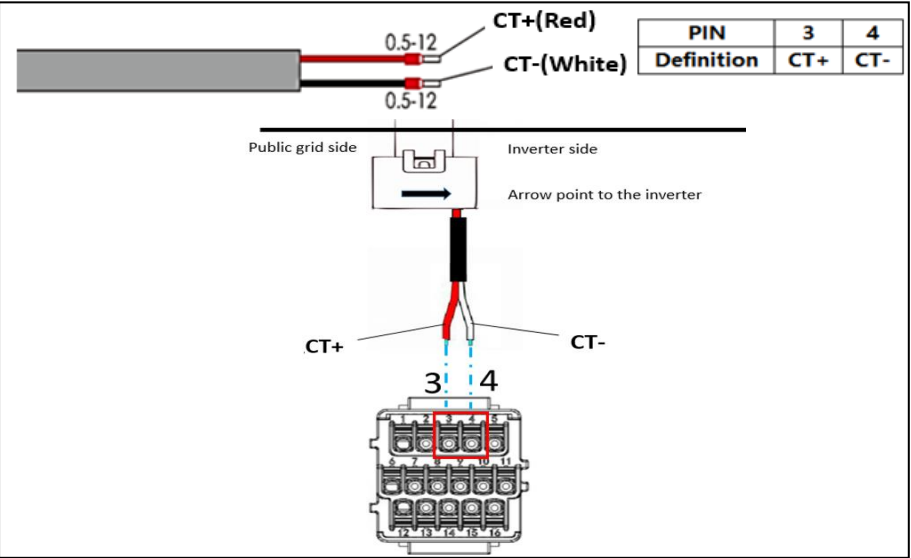 CT+(Red)
0.5-12
CT-(White)
0.5-12
PIN 3 4
Definition CT+ CT-
Public grid side
Inverter side
Arrow point to the inverter
CT+
CT-
3 4
1 2 3 4 5
6 7 8 9 10 11
12 13 14 15 16